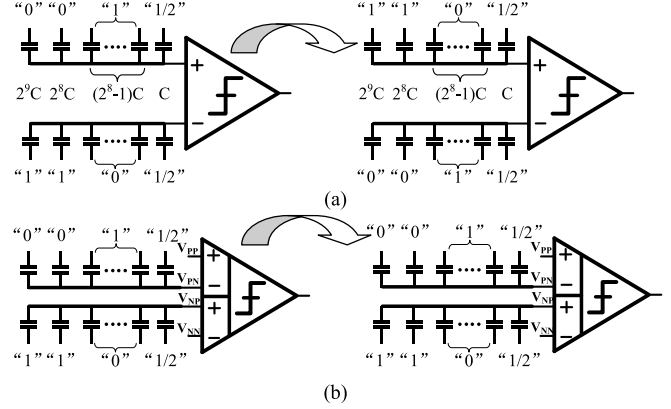 “0” “0” “1” “1/2” “1” “1” “0” “1/2”
+ +
2⁹C 2⁸C (2⁸-1)C C 2⁹C 2⁸C (2⁸-1)C C
− −
“1” “1” “0” “1/2” “0” “0” “1” “1/2”
(a)
“0” “0” “1” “1/2” “0” “0” “1” “1/2”
V_PP + V_PP +
V_PN − V_PN −
V_NP + V_NP +
V_NN − V_NN −
“1” “1” “0” “1/2” “1” “1” “0” “1/2”
(b)